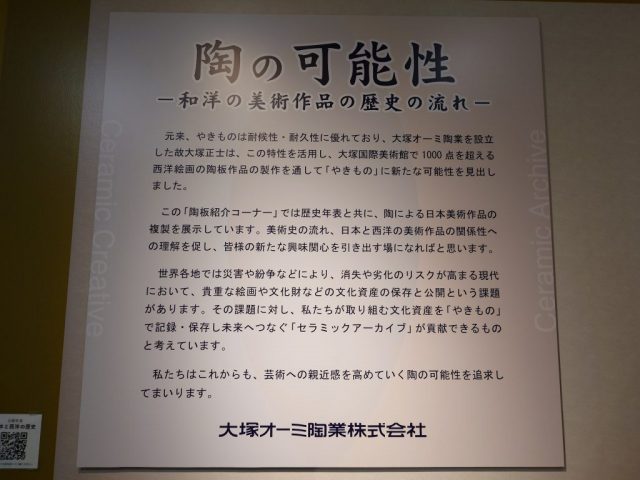 陶の可能性
－和洋の美術作品の歴史の流れ－
元来、やきものは耐候性・耐久性に優れており、大塚オーミ陶業を設立
した故大塚正士は、この特性を活用し、大塚国際美術館で1000点を超える
西洋絵画の陶板作品の製作を通して「やきもの」に新たな可能性を見出し
ました。
この「陶板紹介コーナー」では歴史年表と共に、陶による日本美術作品の
複製を展示しています。美術史の流れ、日本と西洋の美術作品の関係性へ
の理解を促し、皆様の新たな興味関心を引き出す場になればと思います。
世界各地では災害や紛争などにより、消失や劣化のリスクが高まる現代
において、貴重な絵画や文化財などの文化資産の保存と公開という課題
があります。その課題に対し、私たちが取り組む文化資産を「やきもの」
で記録・保存し未来へつなぐ「セラミックアーカイブ」が貢献できるもの
と考えています。
私たちはこれからも、芸術への親近感を高めていく陶の可能性を追求し
てまいります。
大塚オーミ陶業株式会社
Ceramic Creative
Ceramic Archive
本と西洋の歴史